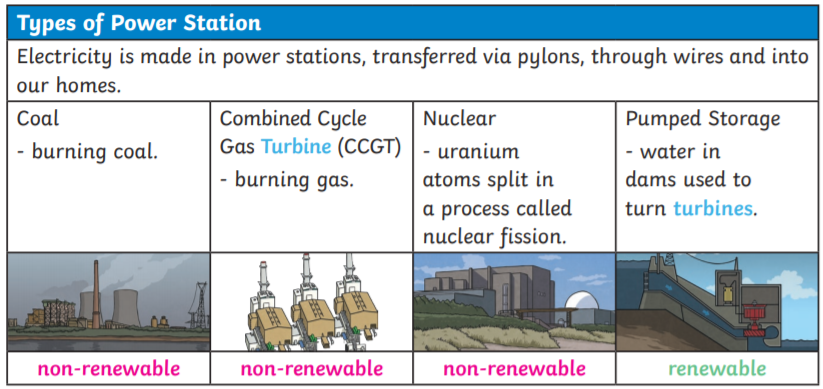 Types of Power Station
Electricity is made in power stations, transferred via pylons, through wires and into
our homes.
Coal
- burning coal.
Combined Cycle
Gas Turbine (CCGT)
- burning gas.
Nuclear
- uranium
atoms split in
a process called
nuclear fission.
Pumped Storage
- water in
dams used to
turn turbines.
non-renewable
non-renewable
non-renewable
renewable